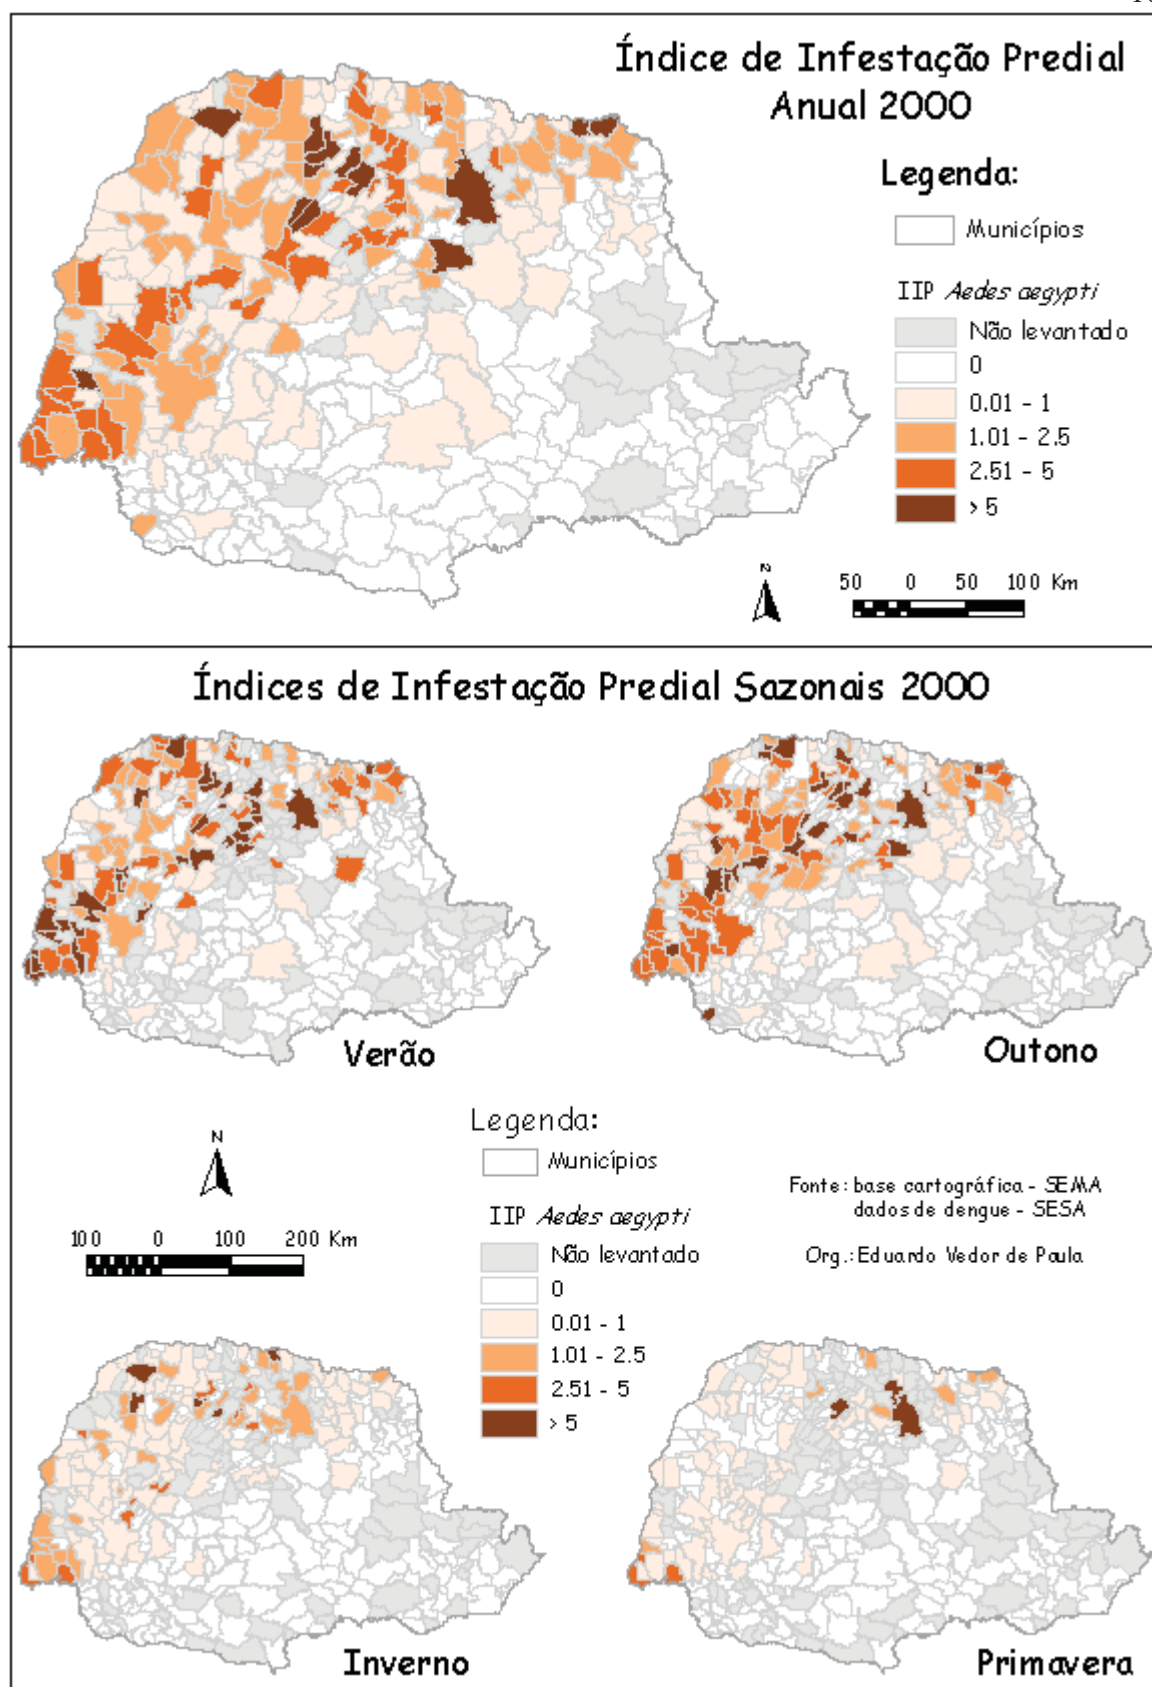 Índice de Infestação Predial
Anual 2000
Legenda:
Municípios
IIP Aedes aegypti
Não levantado
0
0.01 - 1
1.01 - 2.5
2.51 - 5
> 5
N
50 0 50 100 Km
Índices de Infestação Predial Sazonais 2000
Verão
Outono
Legenda:
Municípios
IIP Aedes aegypti
Não levantado
0
0.01 - 1
1.01 - 2.5
2.51 - 5
> 5
N
100 0 100 200 Km
Fonte: base cartográfica - SEMA
dados de dengue - SESA
Org.: Eduardo Vedor de Paula
Inverno
Primavera